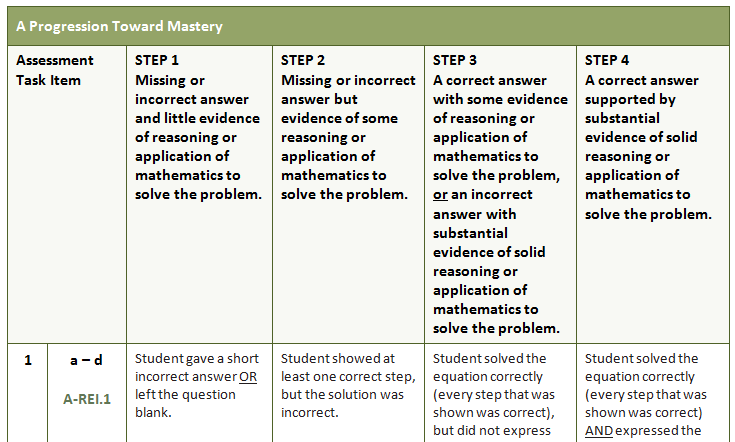 A Progression Toward Mastery
Assessment
Task Item
STEP 1
Missing or
incorrect answer
and little evidence
of reasoning or
application of
mathematics to
solve the problem.
STEP 2
Missing or incorrect
answer but
evidence of some
reasoning or
application of
mathematics to
solve the problem.
STEP 3
A correct answer
with some evidence
of reasoning or
application of
mathematics to
solve the problem,
or an incorrect
answer with
substantial
evidence of solid
reasoning or
application of
mathematics to
solve the problem.
STEP 4
A correct answer
supported by
substantial
evidence of solid
reasoning or
application of
mathematics to
solve the problem.
1
a – d
A-REI.1
Student gave a short
incorrect answer OR
left the question
blank.
Student showed at
least one correct step,
but the solution was
incorrect.
Student solved the
equation correctly
(every step that was
shown was correct),
but did not express
Student solved the
equation correctly
(every step that was
shown was correct)
AND expressed the